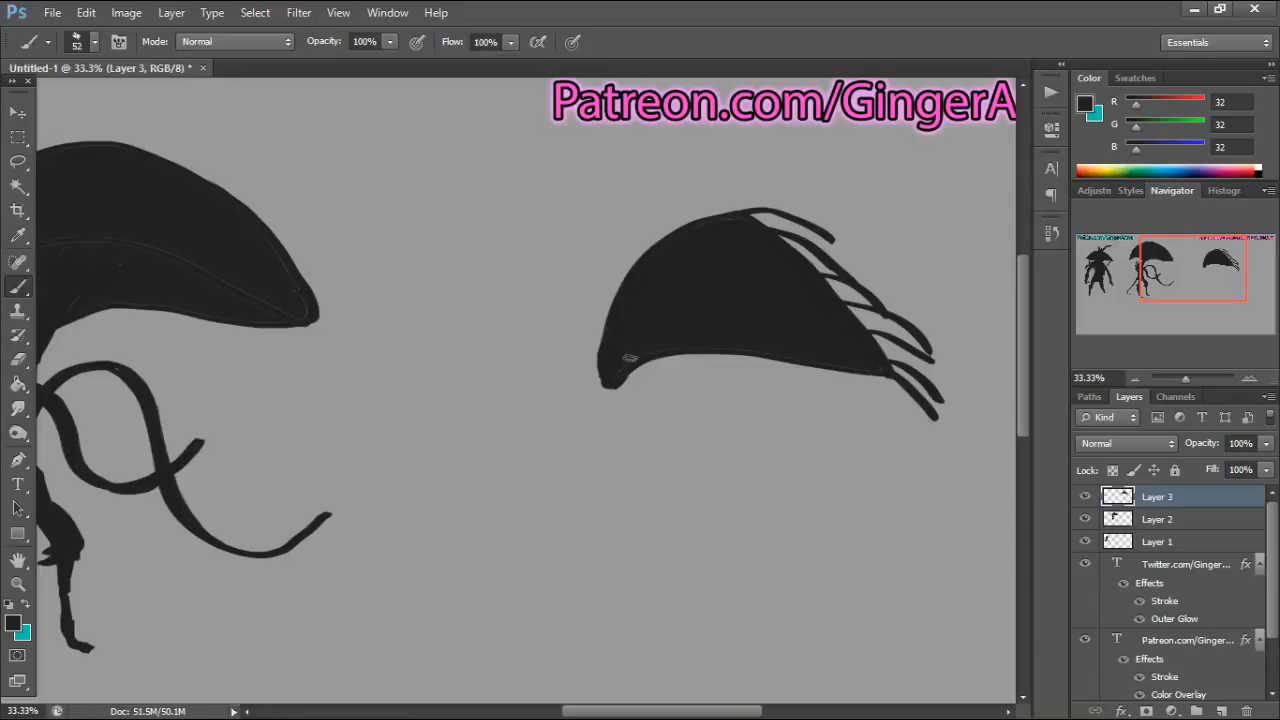 Ps File Edit Image Layer Type Select Filter View Window Help
52 Mode: Normal Opacity: 100% Flow: 100% Essentials
Untitled-1 @ 33.3% (Layer 3, RGB/8) * ×
Patreon.com/GingerA
Color Swatches
R 32
G 32
B 32
Adjustn Styles Navigator Histogr
33.33%
Paths Layers Channels
Kind
Normal Opacity: 100%
Lock: Fill: 100%
Layer 3
Layer 2
Layer 1
Twitter.com/Ginger... fx
Effects
Stroke
Outer Glow
Patreon.com/Ginger... fx
Effects
Stroke
Color Overlay
33.33% Doc: 51.5M/50.1M